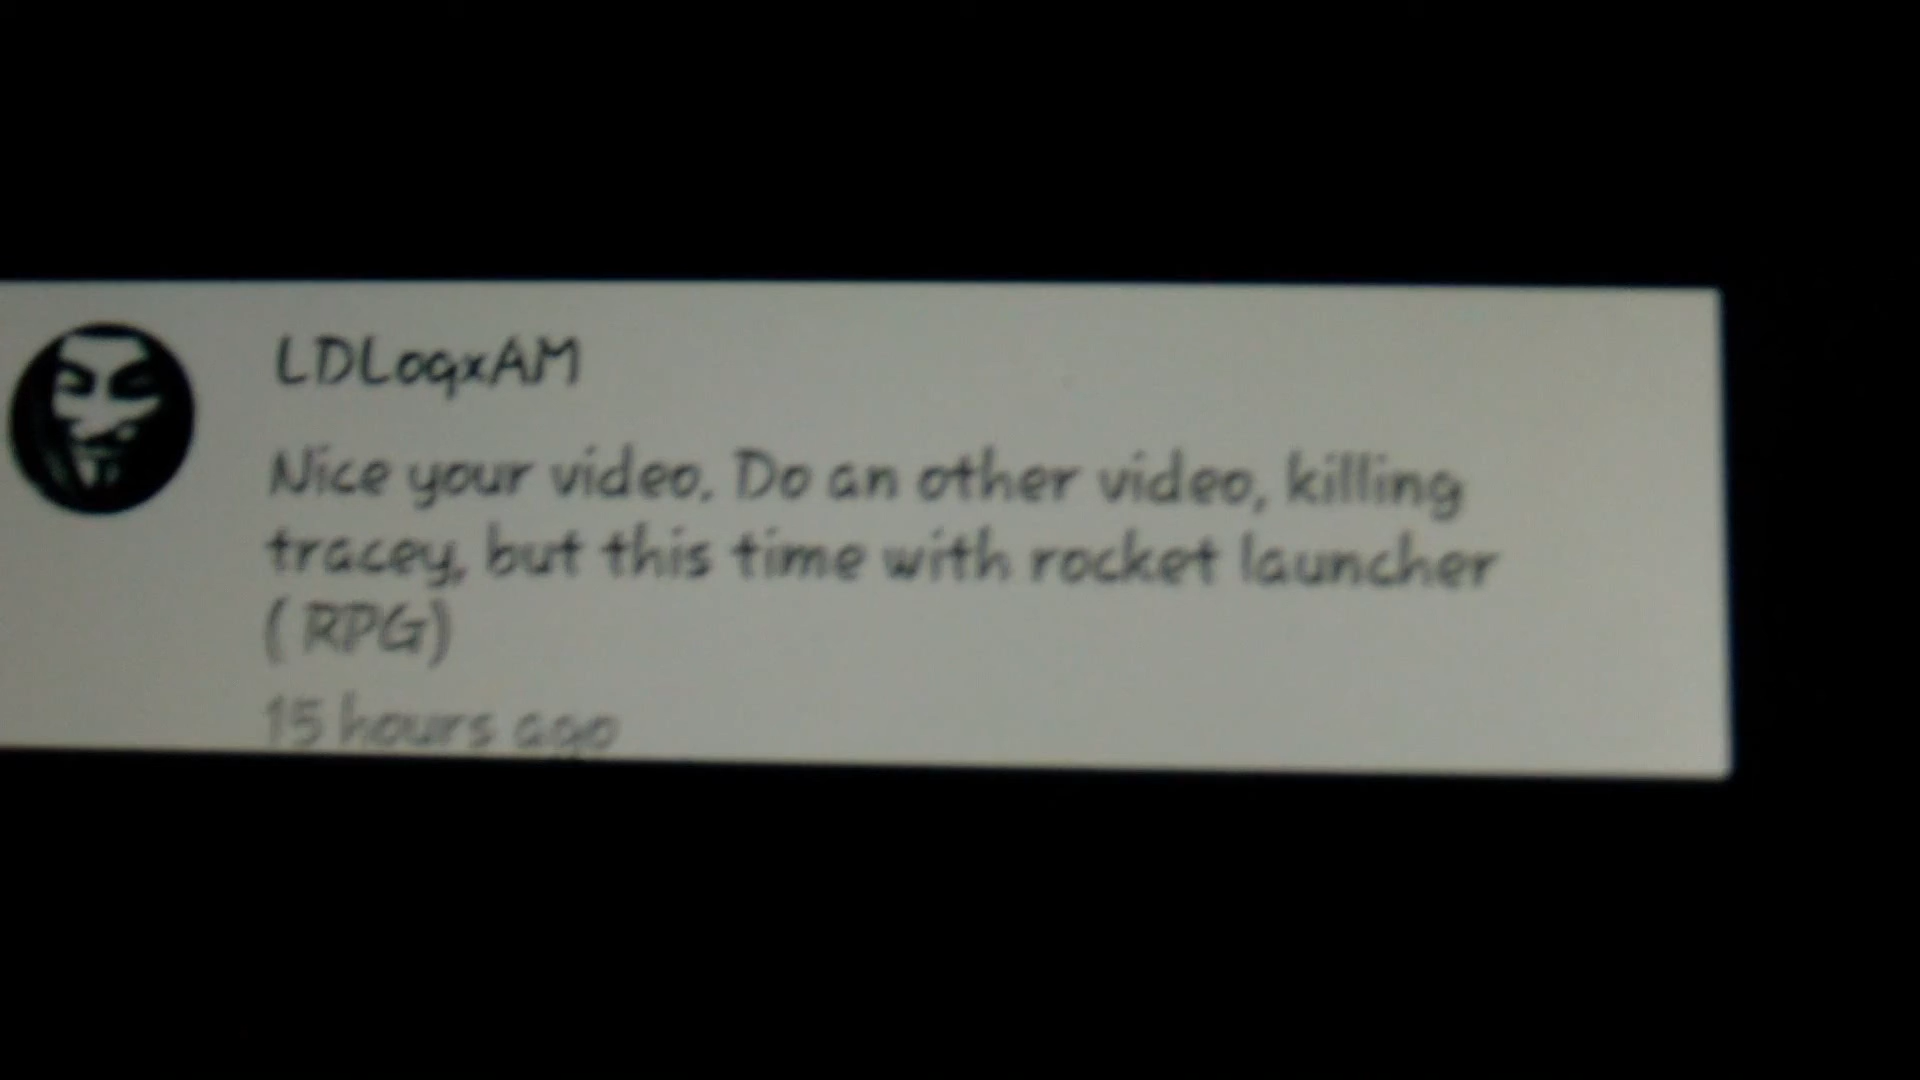 LDLoqxAM
Nice your video. Do an other video, killing
tracey, but this time with rocket launcher
( RPG)
15 hours ago